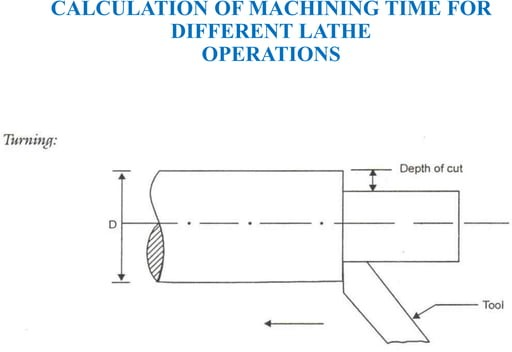 CALCULATION OF MACHINING TIME FOR
DIFFERENT LATHE
OPERATIONS
Turning:
Depth of cut
D
Tool